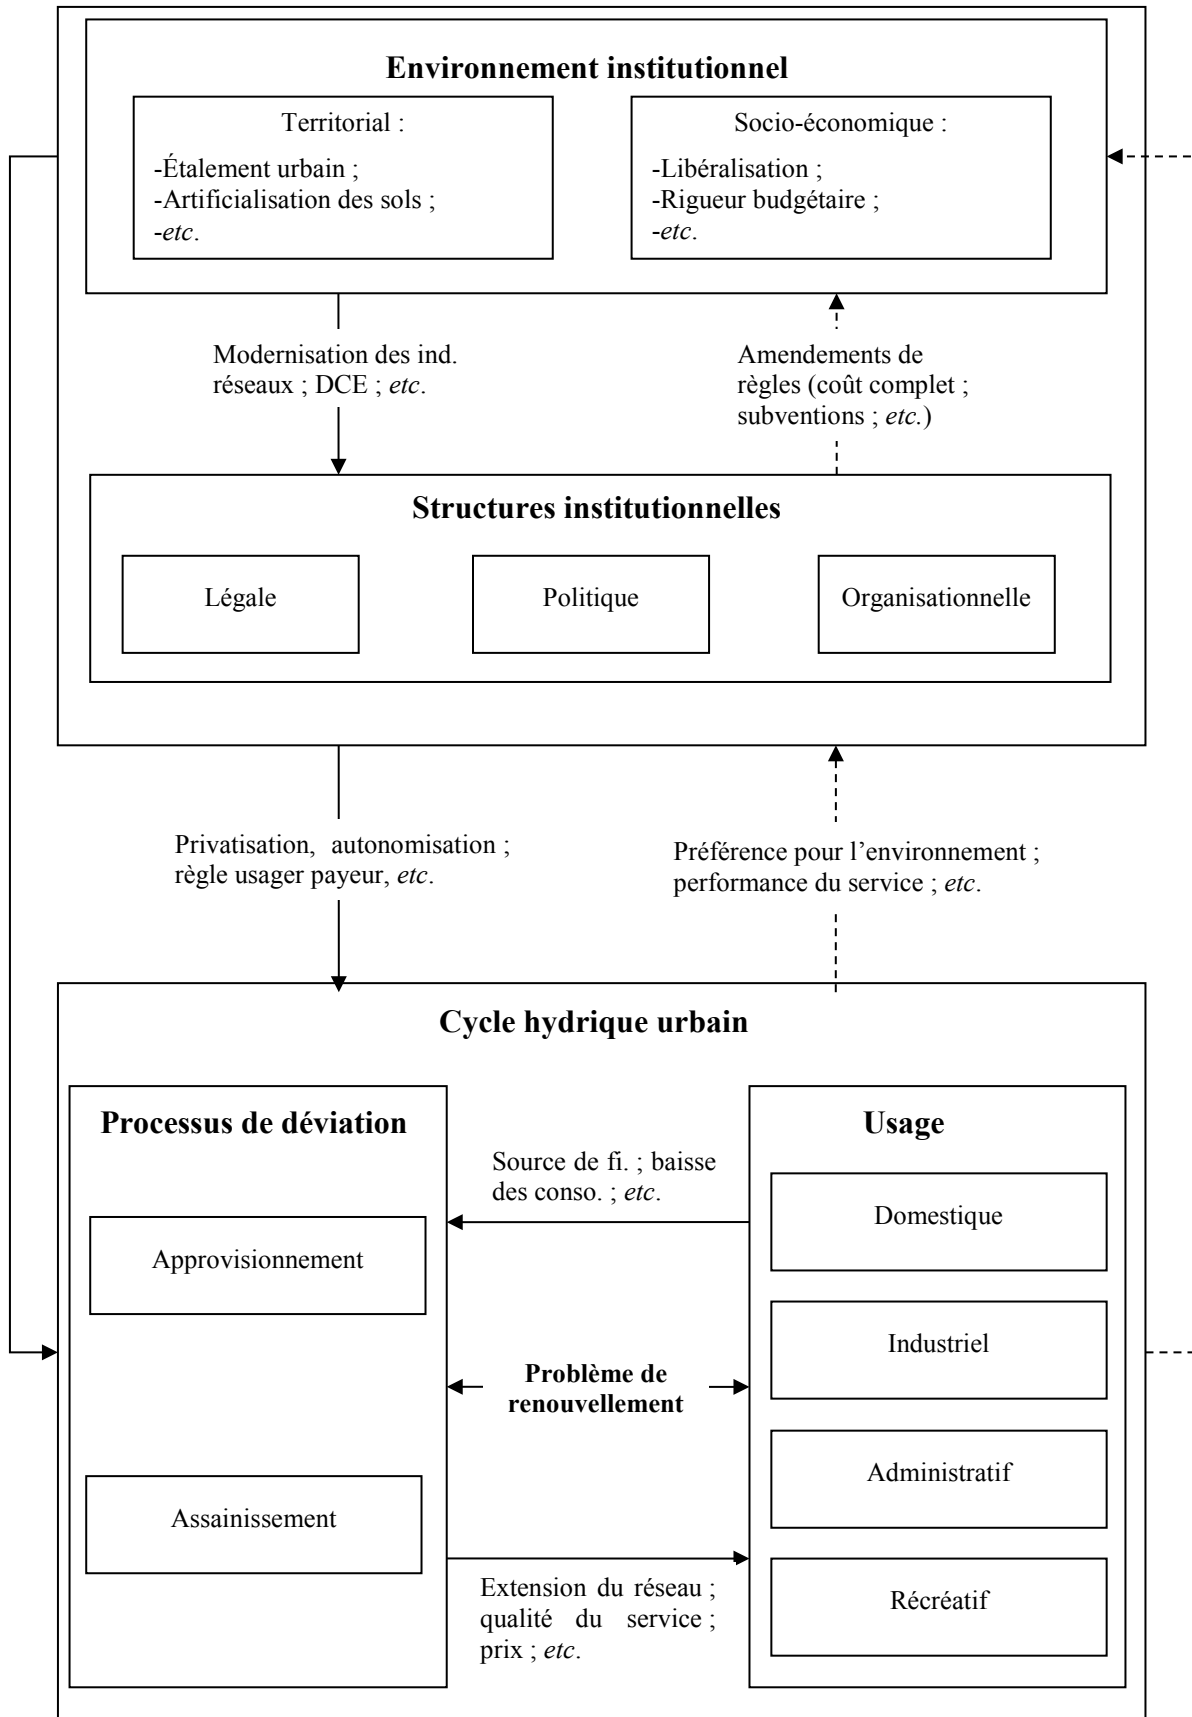 Environnement institutionnel
Territorial :
-Étalement urbain ;
-Artificialisation des sols ;
-etc.
Socio-économique :
-Libéralisation ;
-Rigueur budgétaire ;
-etc.
Modernisation des ind.
réseaux ; DCE ; etc.
Amendements de
règles (coût complet ;
subventions ; etc.)
Structures institutionnelles
Légale
Politique
Organisationnelle
Privatisation, autonomisation ;
règle usager payeur, etc.
Préférence pour l’environnement ;
performance du service ; etc.
Cycle hydrique urbain
Processus de déviation
Approvisionnement
Assainissement
Source de fi. ; baisse
des conso. ; etc.
Problème de
renouvellement
Extension du réseau ;
qualité du service ;
prix ; etc.
Usage
Domestique
Industriel
Administratif
Récréatif